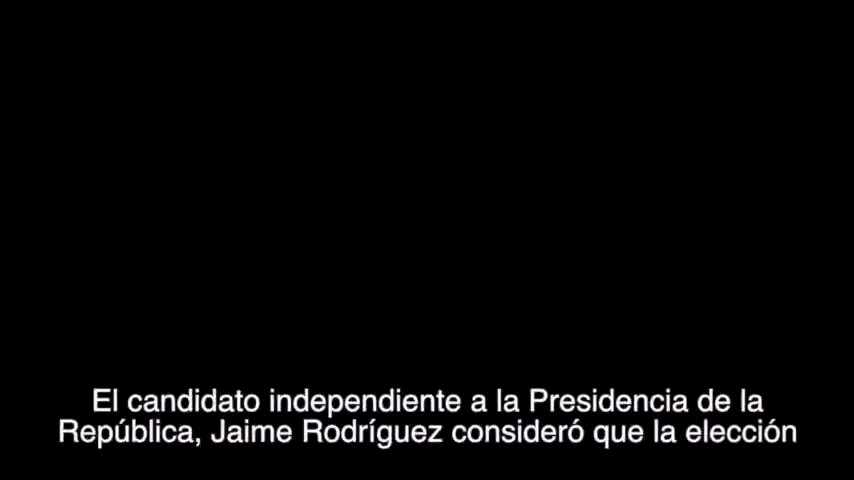 El candidato independiente a la Presidencia de la
República, Jaime Rodríguez consideró que la elección